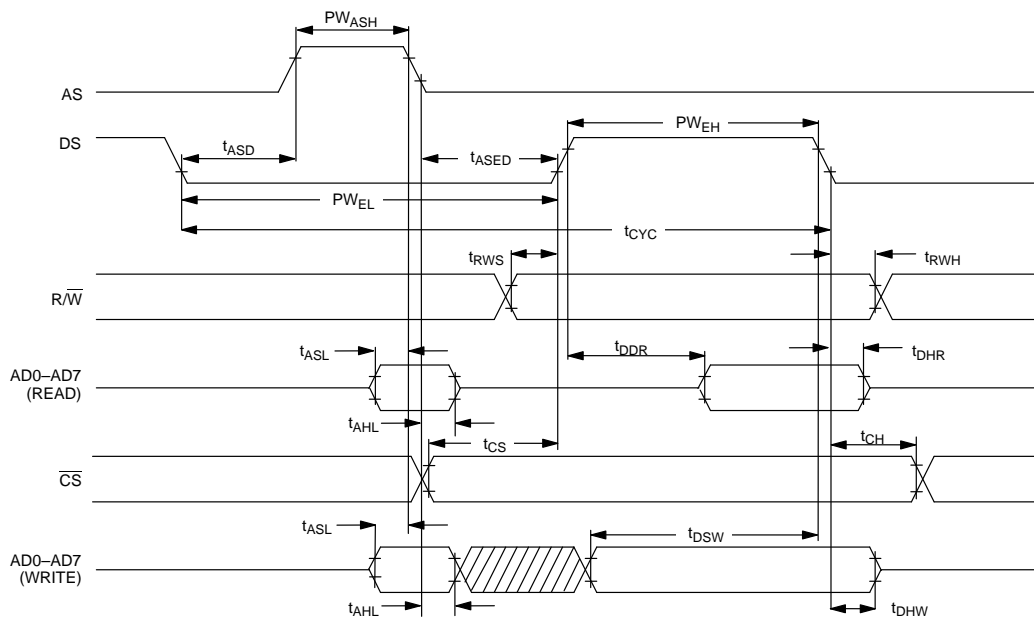 PW_ASH
AS
DS
PW_EH
t_ASD
t_ASED
PW_EL
t_CYC
t_RWS
t_RWH
R/W̅
t_ASL
t_DDR
t_DHR
AD0–AD7
(READ)
t_AHL
t_CS
t_CH
C̅S̅
t_ASL
t_DSW
AD0–AD7
(WRITE)
t_AHL
t_DHW